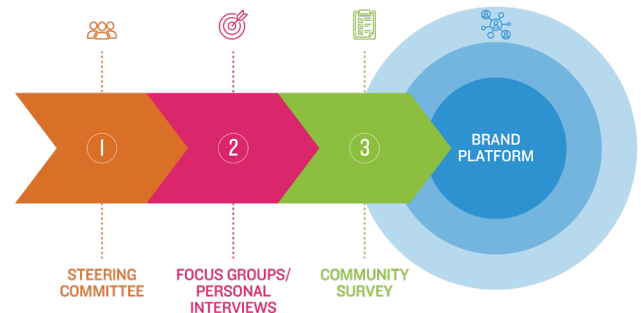 1
2
3
BRAND
PLATFORM
STEERING
COMMITTEE
FOCUS GROUPS/
PERSONAL
INTERVIEWS
COMMUNITY
SURVEY